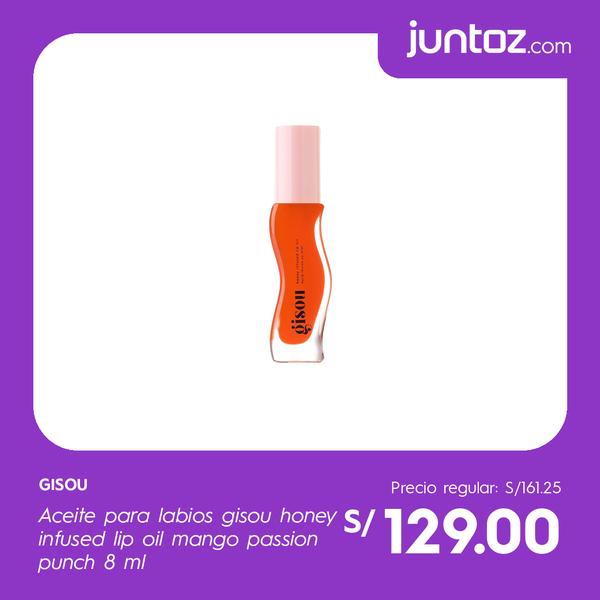 juntoz.com
gisou
GISOU
Aceite para labios gisou honey
infused lip oil mango passion
punch 8 ml
Precio regular: S/161.25
S/129.00